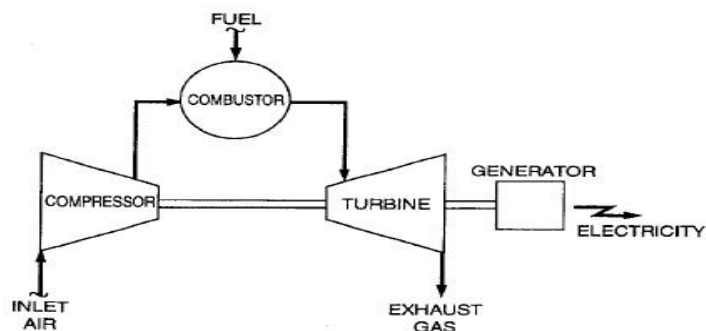 FUEL
COMBUSTOR
COMPRESSOR
TURBINE
GENERATOR
ELECTRICITY
INLET
AIR
EXHAUST
GAS